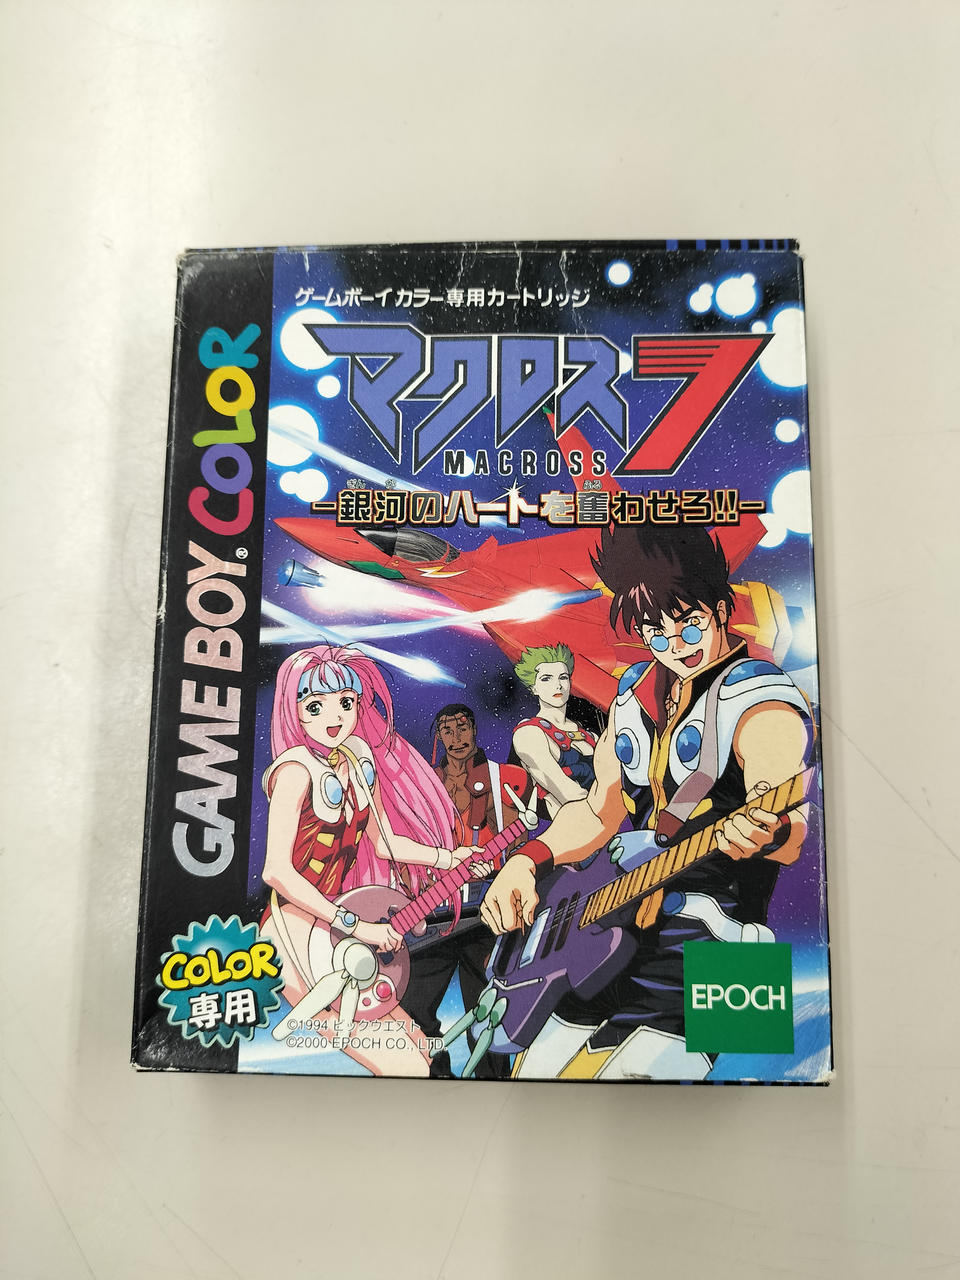 ゲームボーイカラー専用カートリッジ
マクロス7
MACROSS
－銀河のハートを奮わせろ!!－
GAME BOY® COLOR
COLOR
専用
EPOCH
©1994 ビックウエスト
©2000 EPOCH CO., LTD.